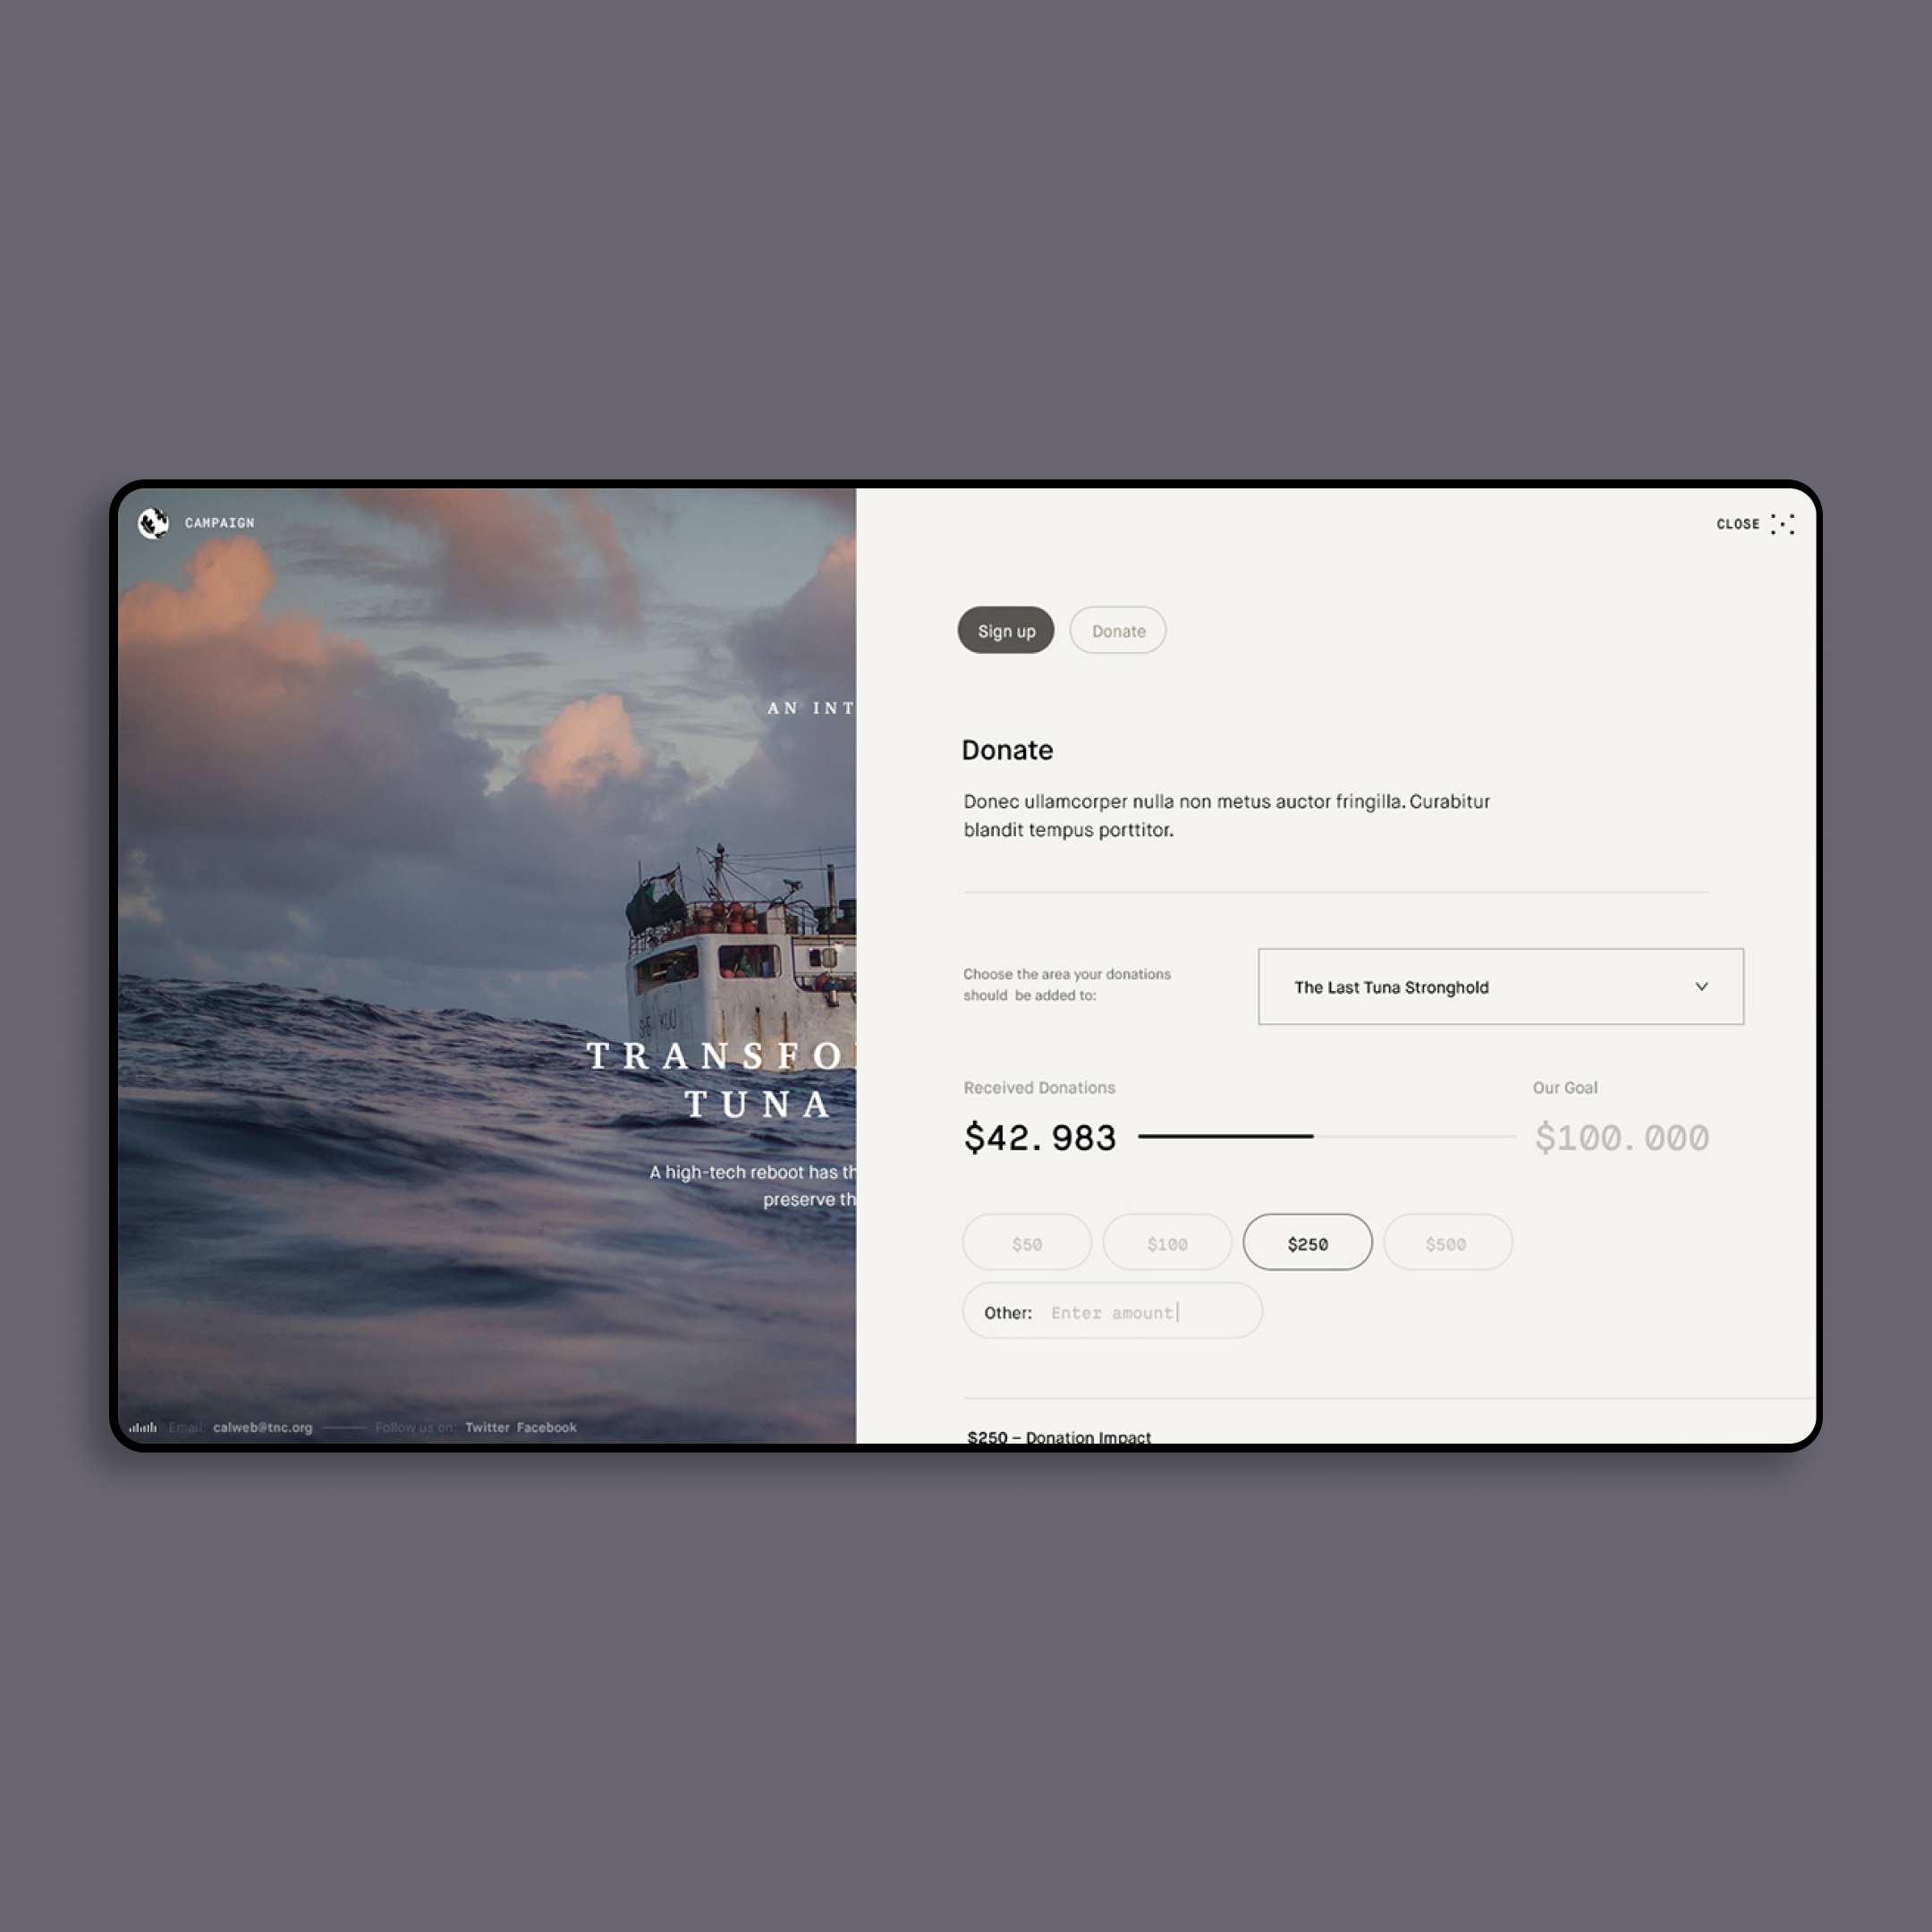 CAMPAIGN
AN INT
TRANSFO
TUNA
A high-tech reboot has th
preserve th
Email: calweb@tnc.org Follow us on: Twitter Facebook
CLOSE
Sign up Donate
Donate
Donec ullamcorper nulla non metus auctor fringilla. Curabitur
blandit tempus porttitor.
Choose the area your donations
should be added to:
The Last Tuna Stronghold
Received Donations
Our Goal
$42.983
$100.000
$50 $100 $250 $500
Other: Enter amount
$250 – Donation Impact